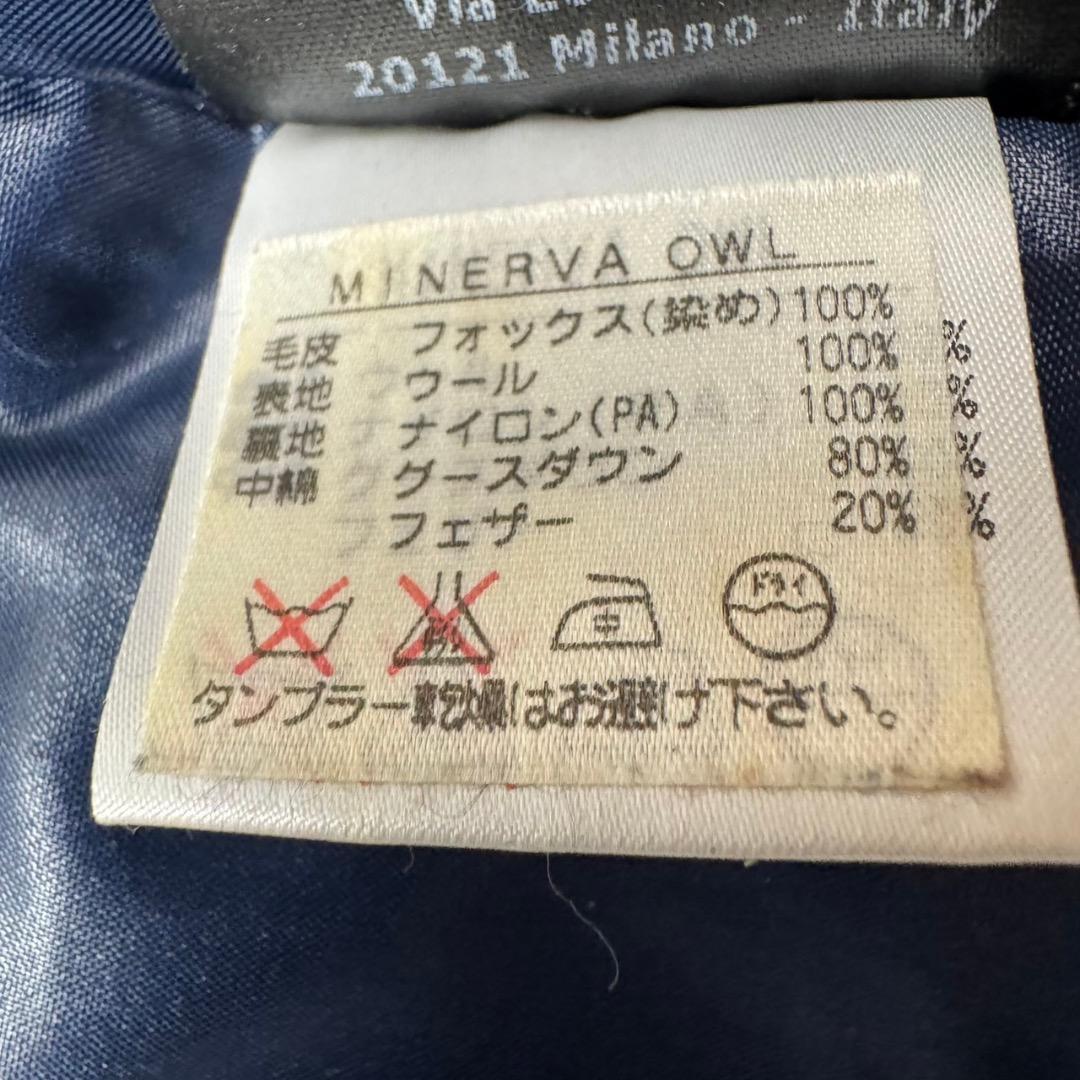 Via
20121 Milano - Italy
MINERVA OWL
毛皮 フォックス(染め) 100%
表地 ウール 100%
裏地 ナイロン(PA) 100%
中綿 グースダウン 80%
フェザー 20%
%
%
%
%
ドライ
タンブラー乾燥はお避け下さい。